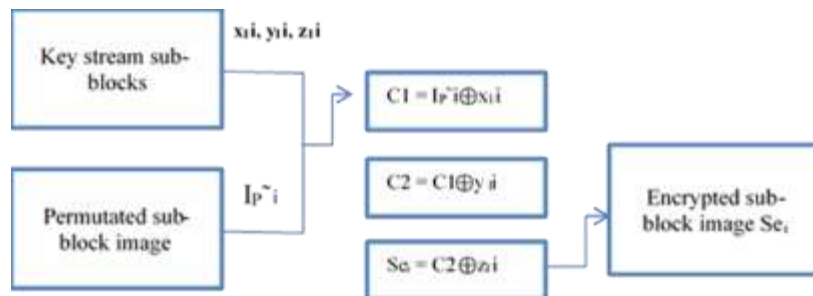 x₁i, y₁i, z₁i
Key stream sub-
blocks
C1 = Iₚ~i⊕x₁i
C2 = C1⊕y₁i
Iₚ~i
Permutated sub-
block image
Encrypted sub-
block image Seᵢ
Seᵢ = C2⊕z₁i